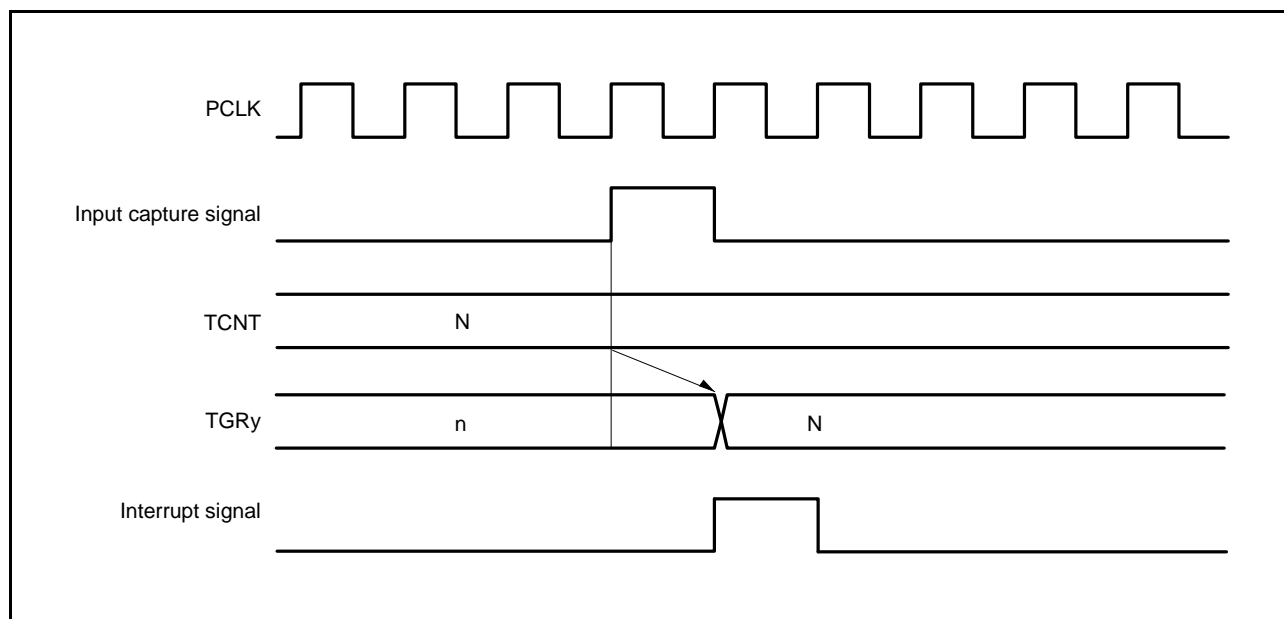 PCLK
Input capture signal
TCNT
N
TGRy
n
N
Interrupt signal